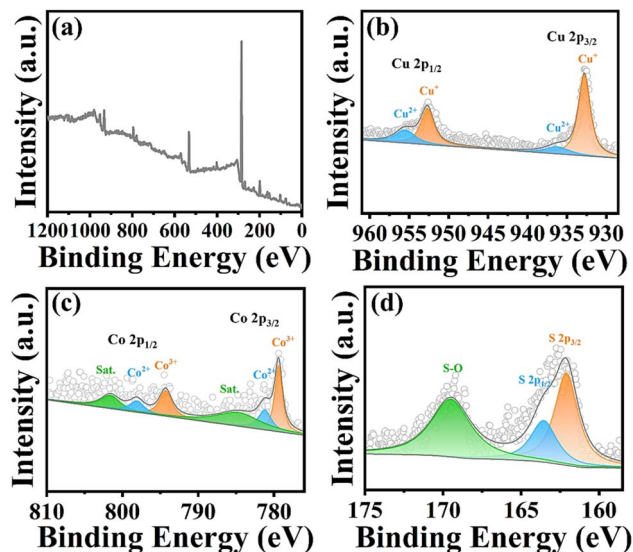 (a)
Intensity (a.u.)
1200 1000 800 600 400 200 0
Binding Energy (eV)
(b)
Cu 2p3/2
Cu+
Cu 2p1/2
Cu+
Cu2+
Cu2+
Intensity (a.u.)
960 955 950 945 940 935 930
Binding Energy (eV)
(c)
Co 2p3/2
Co 2p1/2
Co3+
Co3+
Co2+
Co2+
Sat.
Sat.
Intensity (a.u.)
810 800 790 780
Binding Energy (eV)
(d)
S 2p3/2
S-O
S 2p1/2
Intensity (a.u.)
175 170 165 160
Binding Energy (eV)